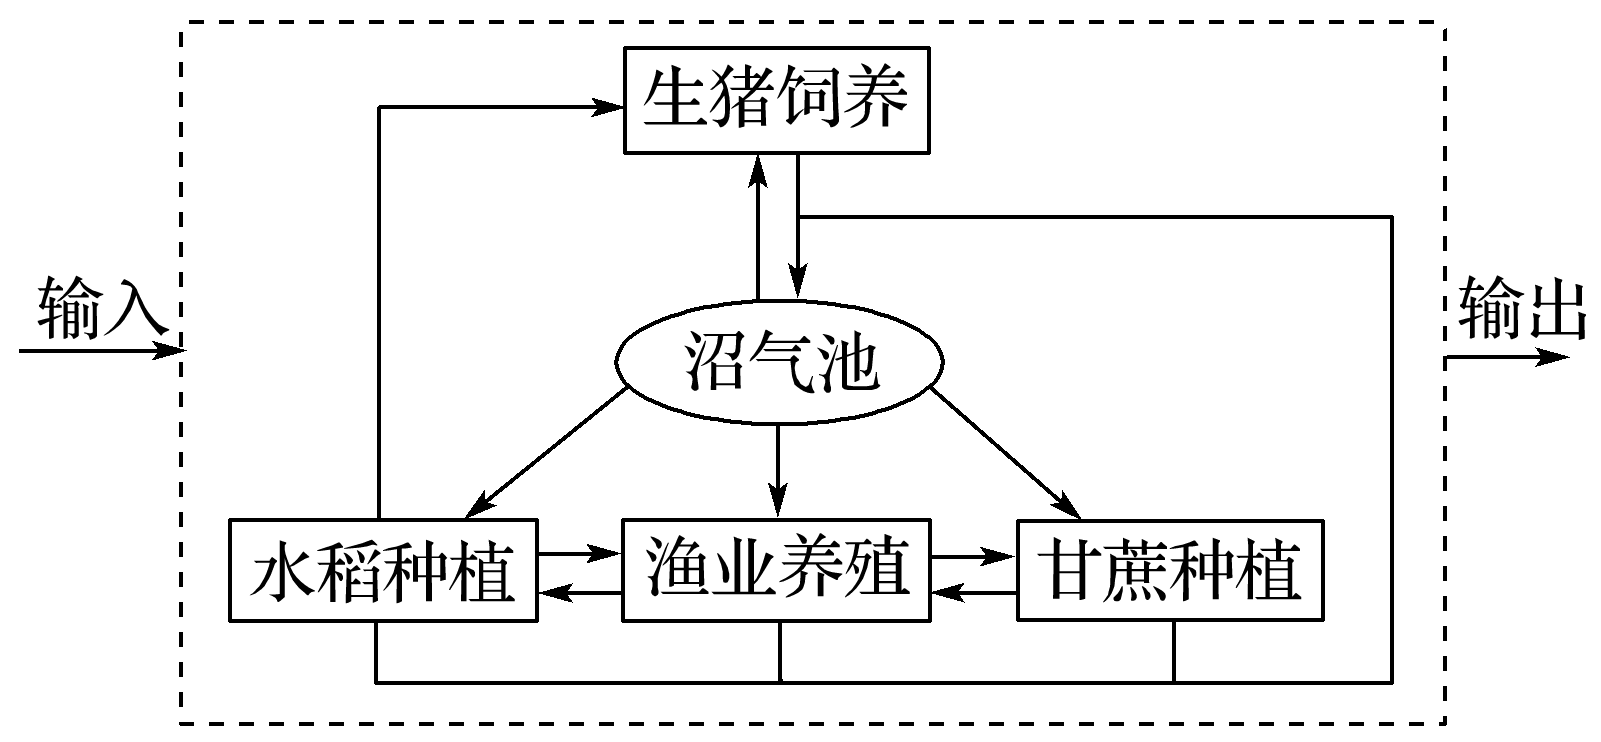 生猪饲养
输入
输出
沼气池
水稻种植
渔业养殖
甘蔗种植